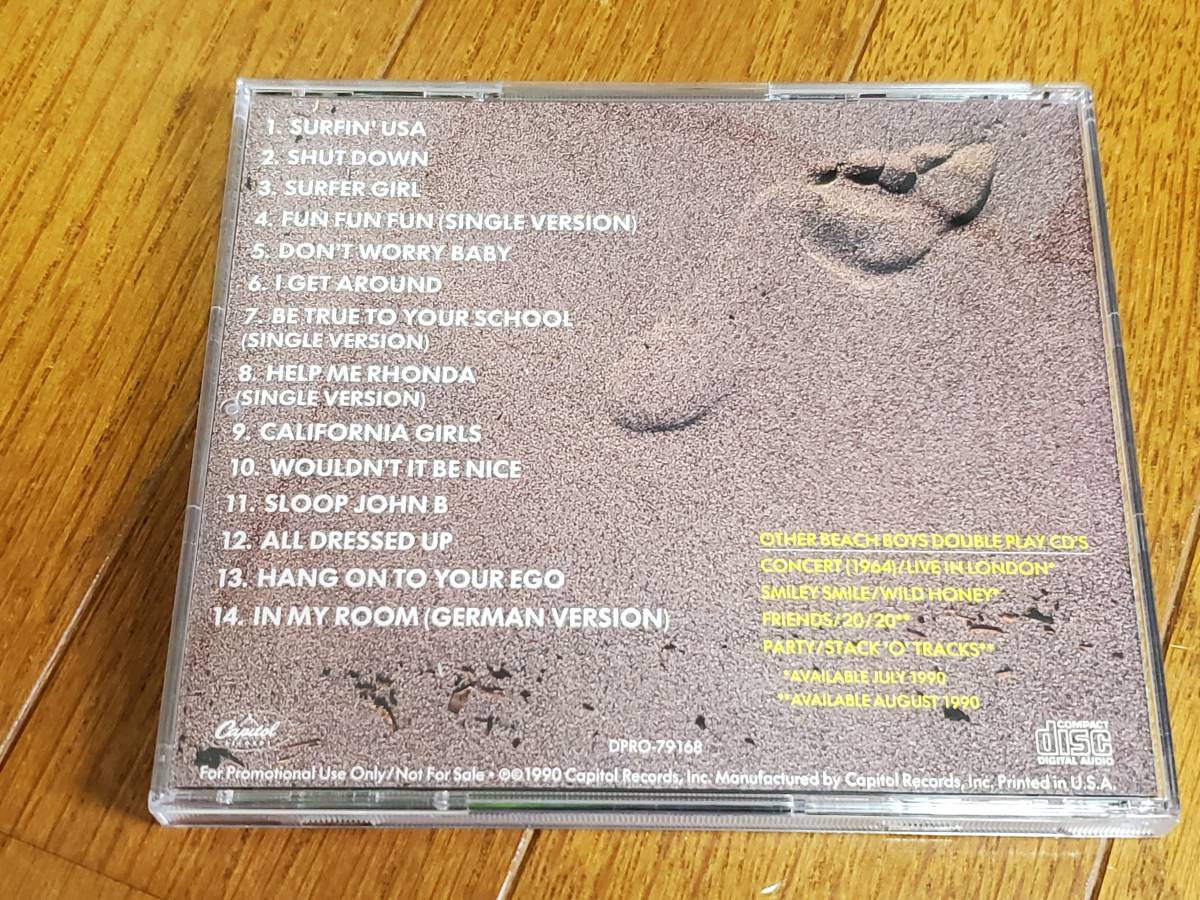 1. SURFIN' USA
2. SHUT DOWN
3. SURFER GIRL
4. FUN FUN FUN (SINGLE VERSION)
5. DON'T WORRY BABY
6. I GET AROUND
7. BE TRUE TO YOUR SCHOOL
(SINGLE VERSION)
8. HELP ME RHONDA
(SINGLE VERSION)
9. CALIFORNIA GIRLS
10. WOULDN'T IT BE NICE
11. SLOOP JOHN B
12. ALL DRESSED UP
13. HANG ON TO YOUR EGO
14. IN MY ROOM (GERMAN VERSION)
OTHER BEACH BOYS DOUBLE PLAY CD'S
CONCERT (1964)/LIVE IN LONDON*
SMILEY SMILE/WILD HONEY*
FRIENDS/20/20**
PARTY/STACK 'O' TRACKS**
*AVAILABLE JULY 1990
**AVAILABLE AUGUST 1990
Capitol
DPRO-79168
COMPACT
disc
DIGITAL AUDIO
For Promotional Use Only/Not For Sale • ℗©1990 Capitol Records, Inc. Manufactured by Capitol Records, Inc. Printed in U.S.A.